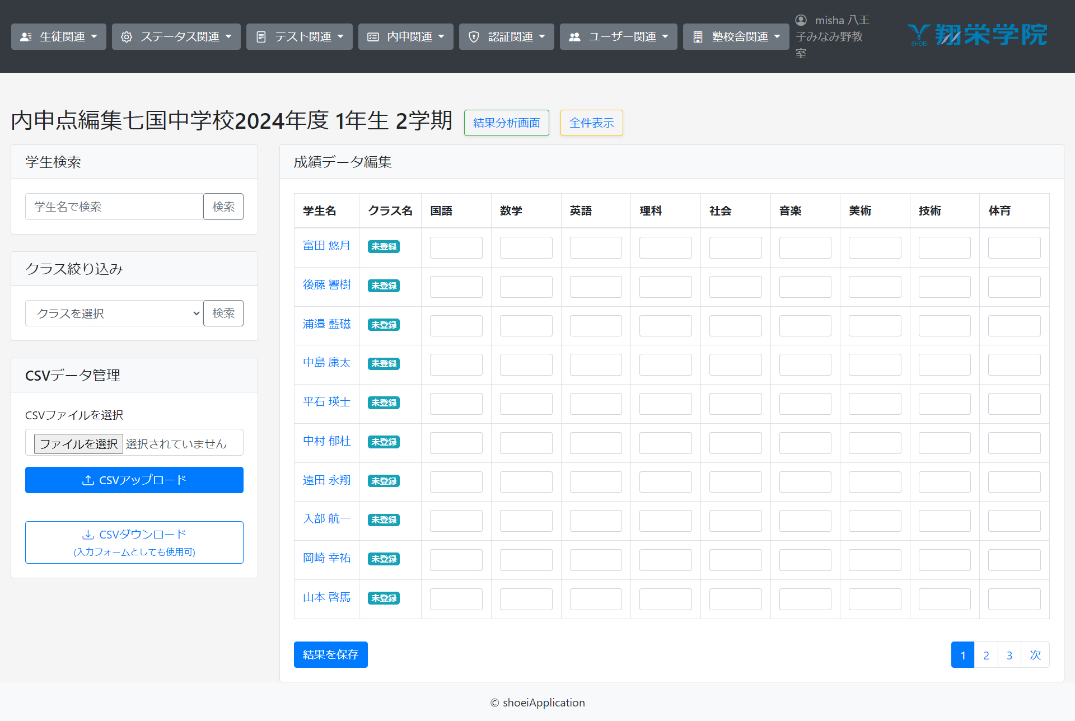 生徒関連
ステータス関連
テスト関連
内申関連
認証関連
ユーザー関連
塾校舎関連
misha 八王
子みなみ野教
室
SHOEI 翔栄学院
内申点編集七国中学校2024年度 1年生 2学期
結果分析画面
全件表示
学生検索
学生名で検索
検索
クラス絞り込み
クラスを選択
検索
CSVデータ管理
CSVファイルを選択
ファイルを選択 選択されていません
CSVアップロード
CSVダウンロード
(入力フォームとしても使用可)
成績データ編集
学生名 クラス名 国語 数学 英語 理科 社会 音楽 美術 技術 体育
富田 悠月 未登録
後藤 響樹 未登録
浦邉 藍磁 未登録
中島 康太 未登録
平石 瑛士 未登録
中村 郁杜 未登録
遠田 永翔 未登録
入部 航一 未登録
岡崎 幸祐 未登録
山本 啓馬 未登録
結果を保存
1 2 3 次
© shoeiApplication